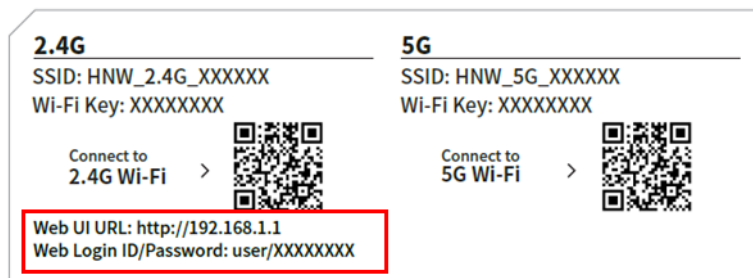 2.4G
SSID: HNW_2.4G_XXXXXX
Wi-Fi Key: XXXXXXXX
Connect to
2.4G Wi-Fi >
5G
SSID: HNW_5G_XXXXXX
Wi-Fi Key: XXXXXXXX
Connect to
5G Wi-Fi >
Web UI URL: http://192.168.1.1
Web Login ID/Password: user/XXXXXXXX